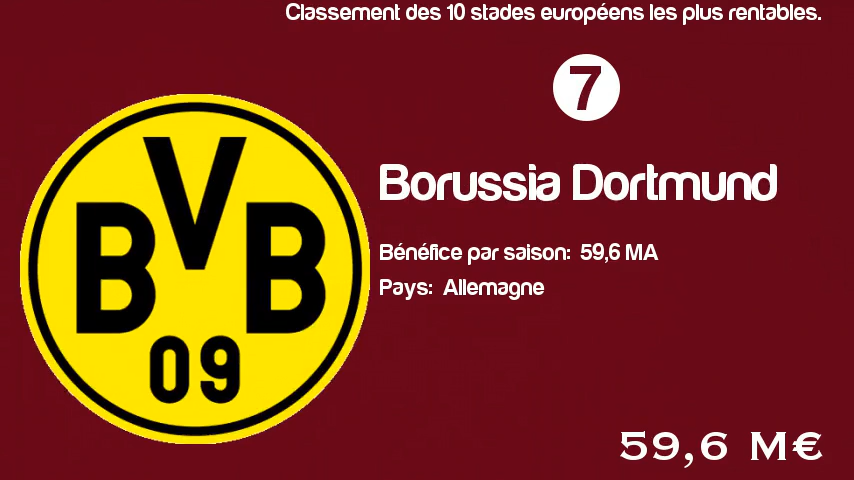 Classement des 10 stades européens les plus rentables.
7
Borussia Dortmund
Bénéfice par saison: 59,6 MA
Pays: Allemagne
BVB
09
59,6 M€